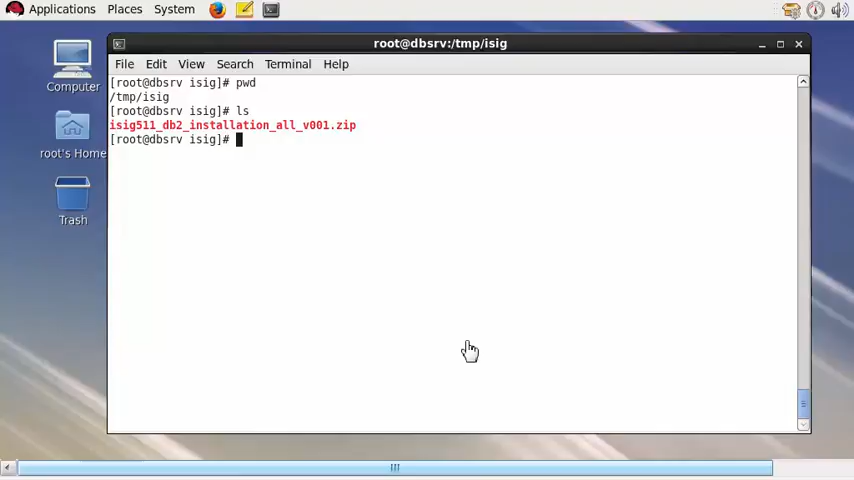 Applications Places System
root@dbsrv:/tmp/isig
File Edit View Search Terminal Help
[root@dbsrv isig]# pwd
/tmp/isig
[root@dbsrv isig]# ls
isig511_db2_installation_all_v001.zip
[root@dbsrv isig]#
Computer
root's Home
Trash